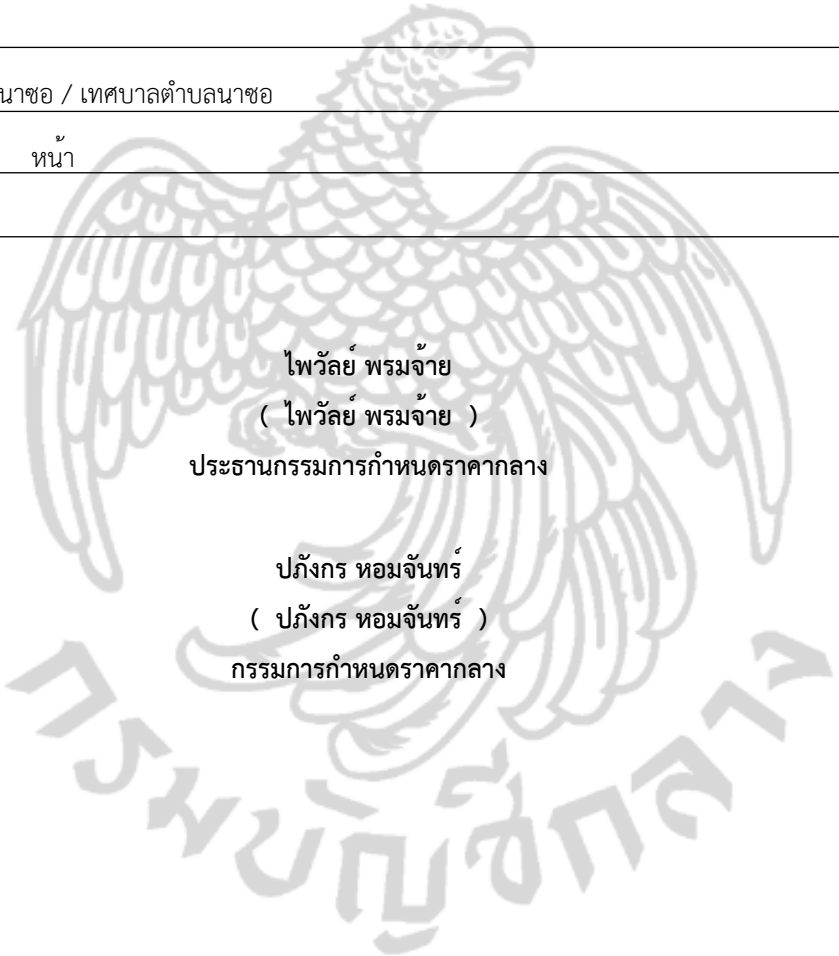 นาซอ / เทศบาลตำบลนาซอ
หน้า
ไพวัลย์ พรมจ้าย
( ไพวัลย์ พรมจ้าย )
ประธานกรรมการกำหนดราคากลาง
ปภังกร หอมจันทร์
( ปภังกร หอมจันทร์ )
กรรมการกำหนดราคากลาง
กรมบัญชีกลาง